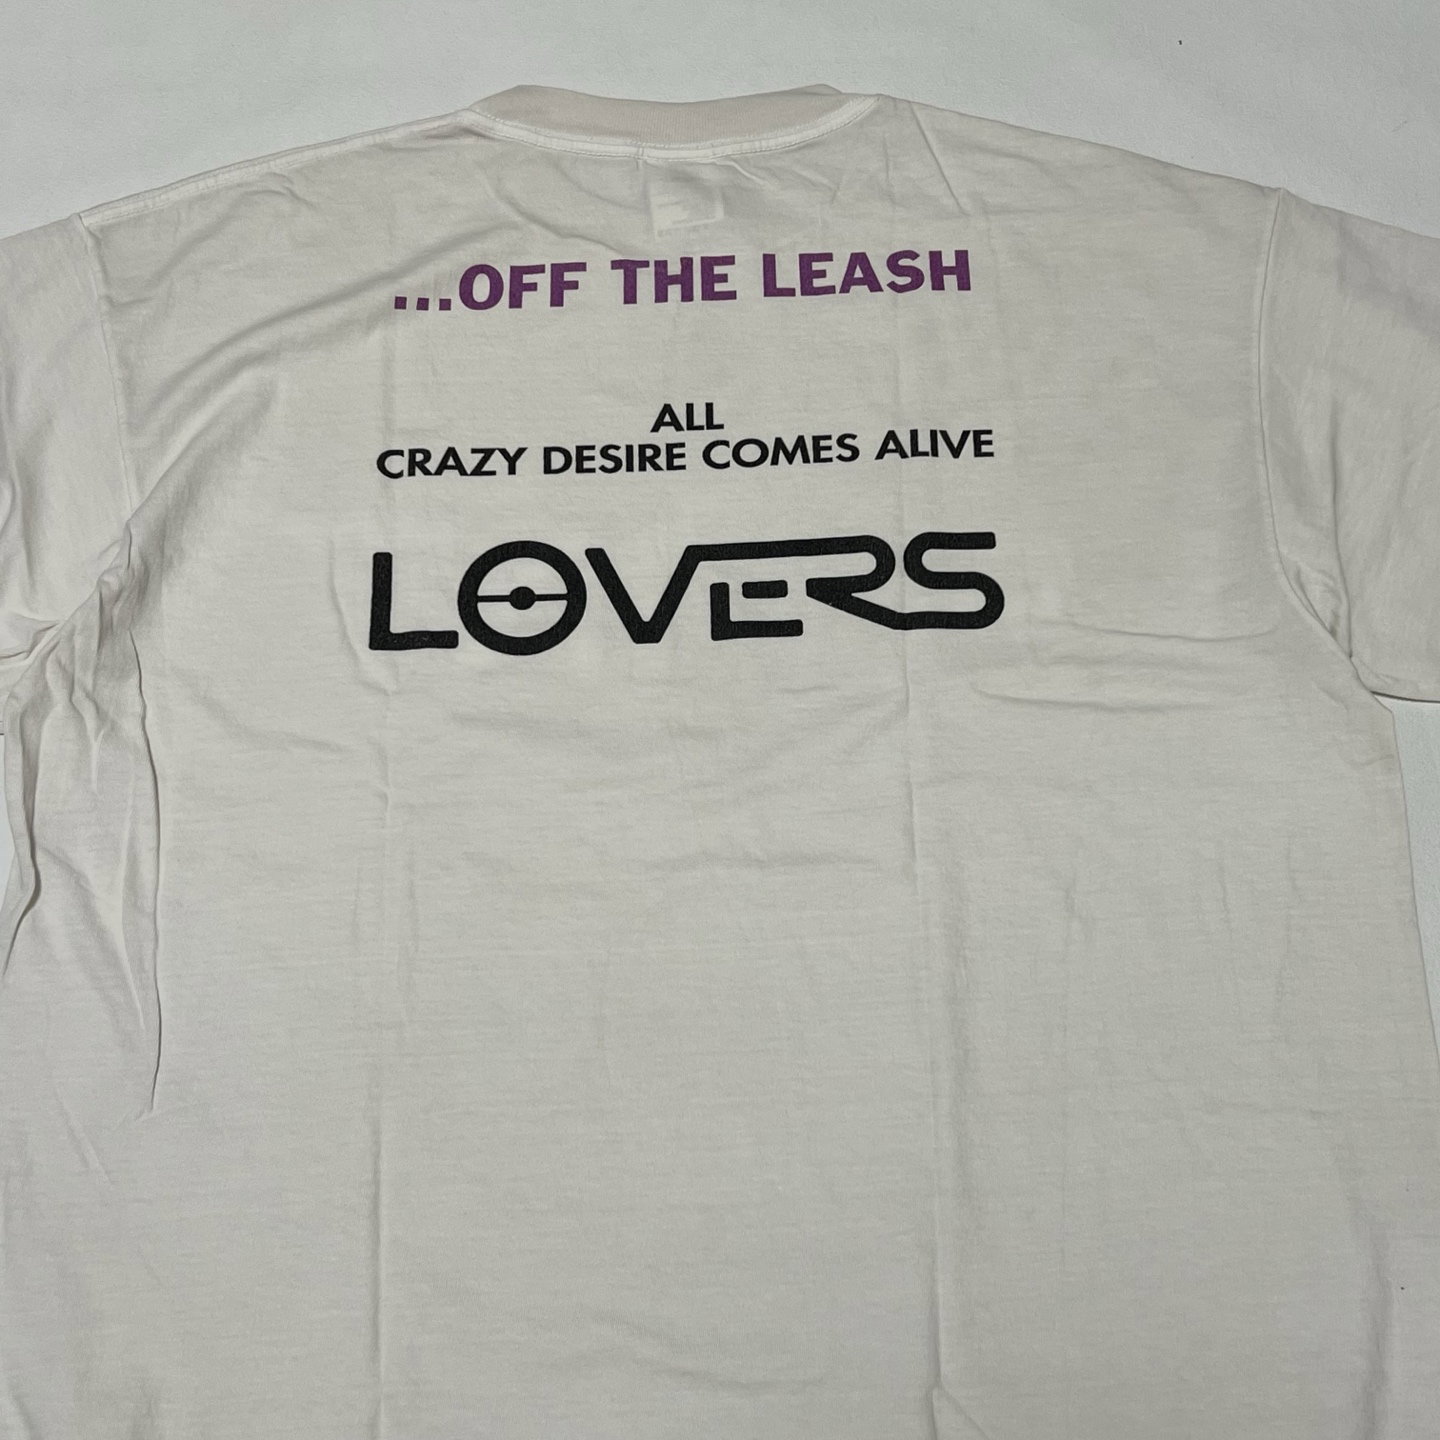 ...OFF THE LEASH
ALL
CRAZY DESIRE COMES ALIVE
LOVERS